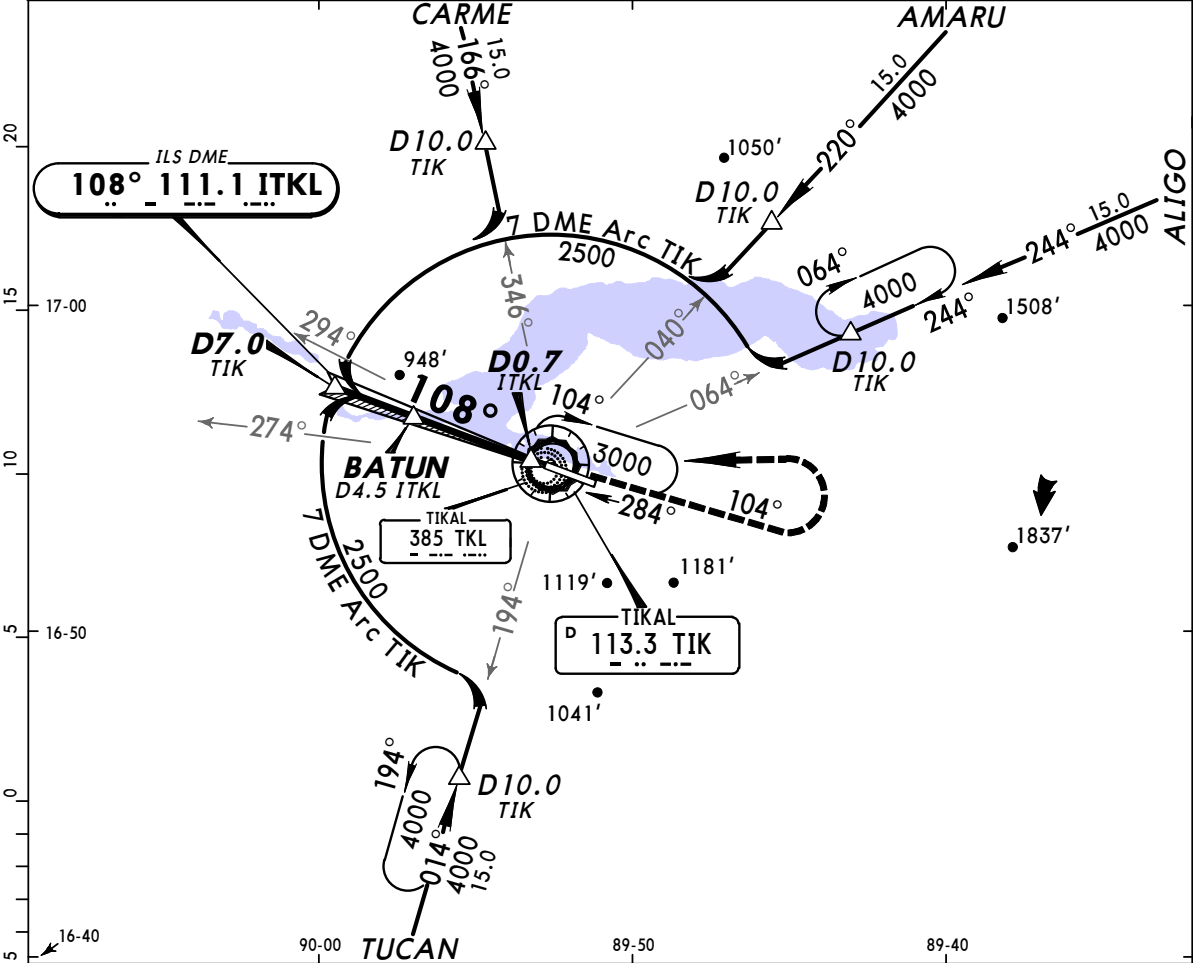 CARME
AMARU
15.0
166°
4000
15.0
4000
220°
ALIGO
15.0
244°
4000
244°
20
15
10
5
0
5
ILS DME
108° 111.1 ITKL
D10.0
TIK
1050'
D10.0
TIK
7 DME Arc TIK
2500
064°
4000
1508'
D10.0
TIK
17-00
294°
346°
040°
064°
D7.0
TIK
948'
108°
D0.7
ITKL
104°
3000
274°
BATUN
D4.5 ITKL
284°
104°
TIKAL
385 TKL
1837'
1119'
1181'
194°
TIKAL
D 113.3 TIK
16-50
7 DME Arc TIK
2500
1041'
194°
4000
D10.0
TIK
014°
4000
15.0
TUCAN
16-40
90-00
89-50
89-40